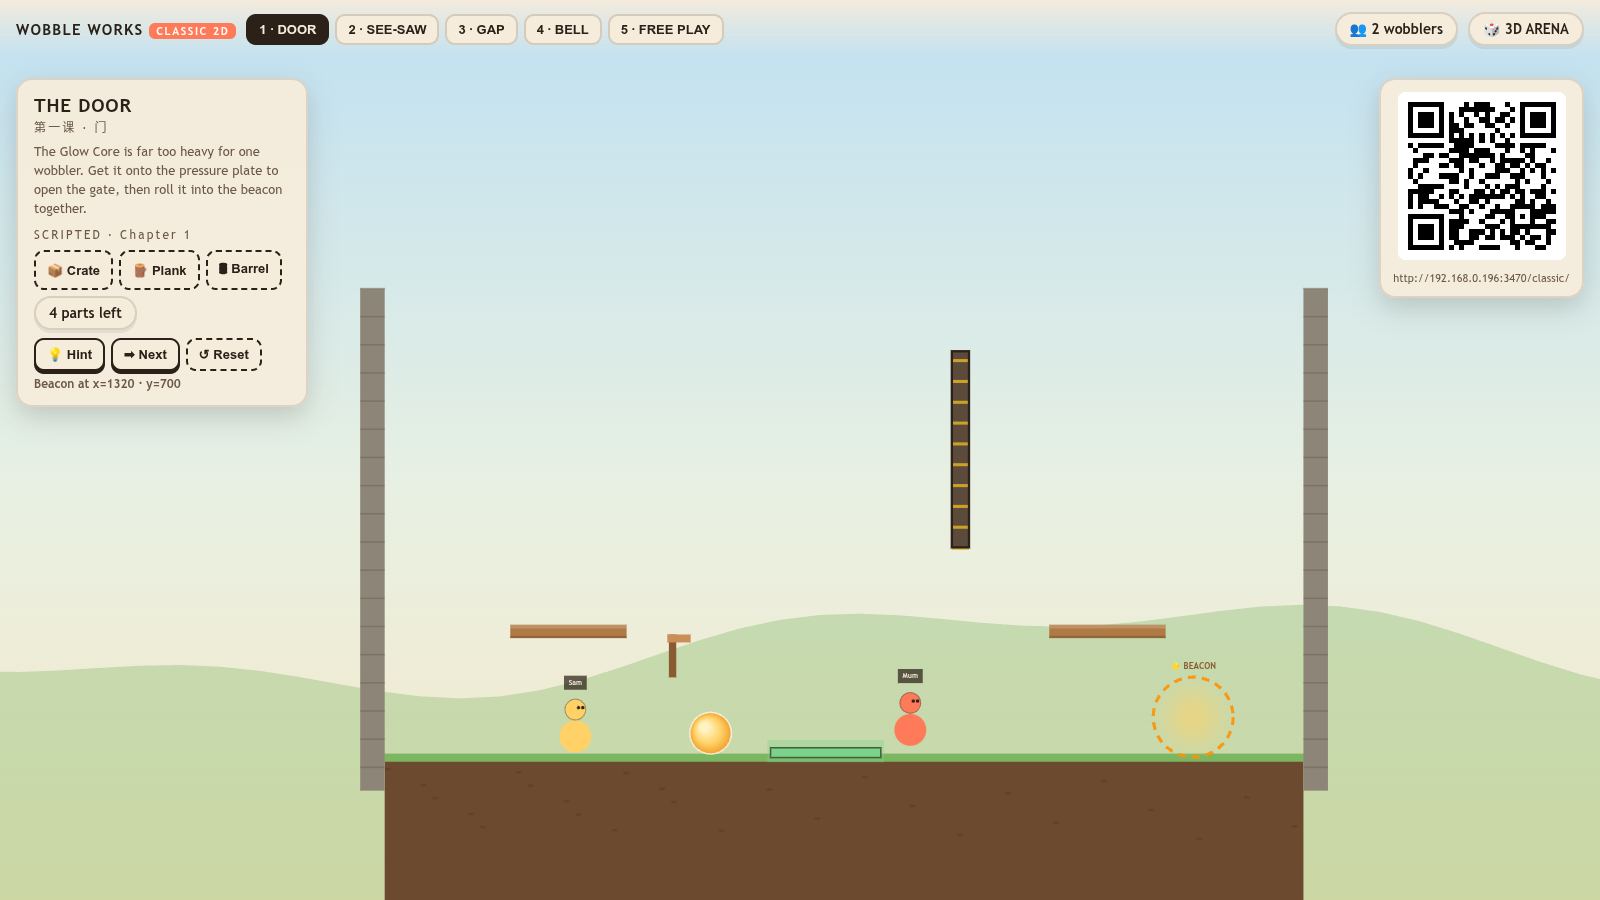 WOBBLE WORKS CLASSIC 2D 1 · DOOR 2 · SEE-SAW 3 · GAP 4 · BELL 5 · FREE PLAY 👥 2 wobblers 🎲 3D ARENA
THE DOOR
第一课 · 门
The Glow Core is far too heavy for one
wobbler. Get it onto the pressure plate to
open the gate, then roll it into the beacon
together.
SCRIPTED · Chapter 1
📦 Crate 🪵 Plank 🛢 Barrel
4 parts left
💡 Hint ➡ Next ↺ Reset
Beacon at x=1320 · y=700
http://192.168.0.196:3470/classic/
Sam
Mum
⭐ BEACON